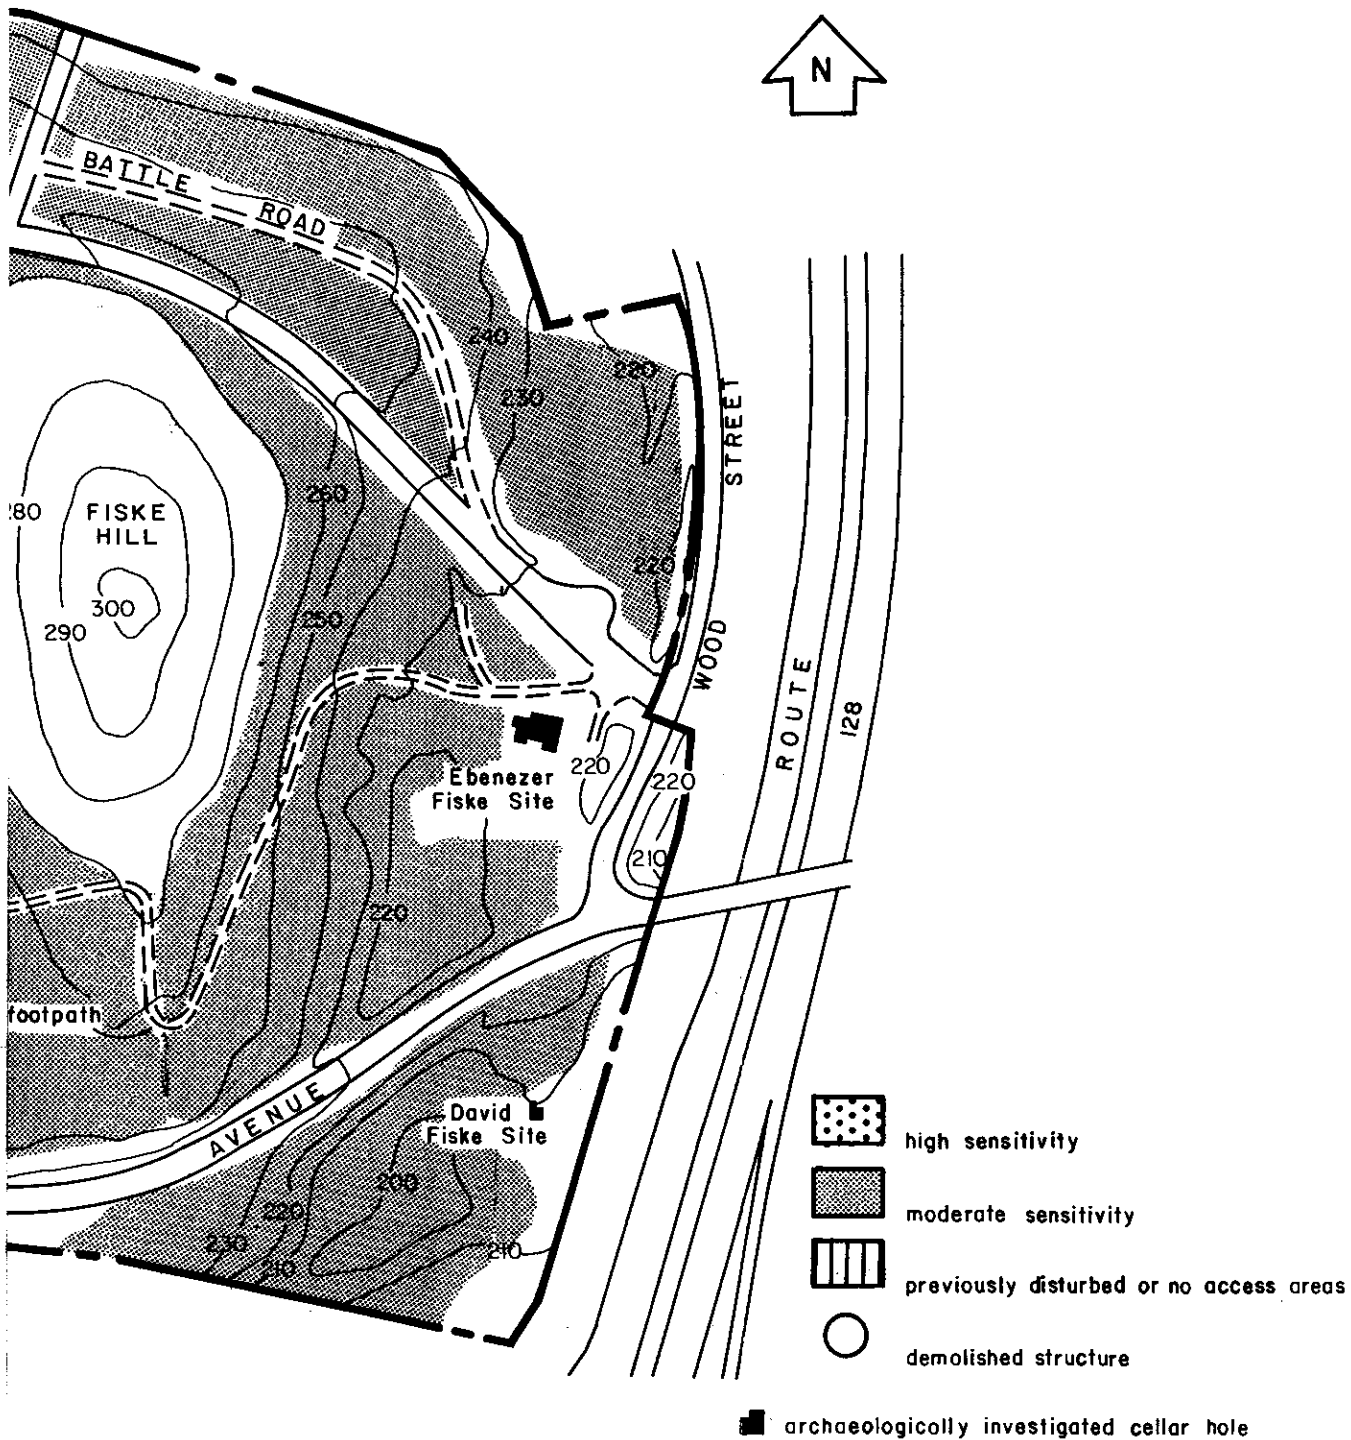 N
BATTLE
ROAD
240
220
230
STREET
260
280
FISKE
HILL
220
300
250
290
WOOD
ROUTE
128
220
Ebenezer
Fiske Site
220
210
220
footpath
AVENUE
David
Fiske Site
200
220
230
210
210
high sensitivity
moderate sensitivity
previously disturbed or no access areas
demolished structure
archaeologicolly investigated cellar hole